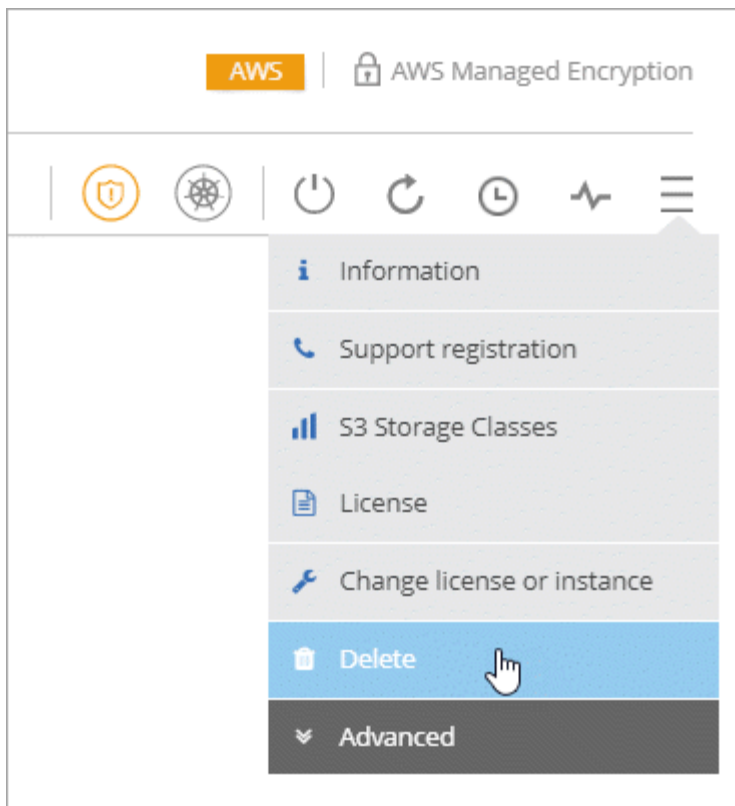 AWS
AWS Managed Encryption
Information
Support registration
S3 Storage Classes
License
Change license or instance
Delete
Advanced